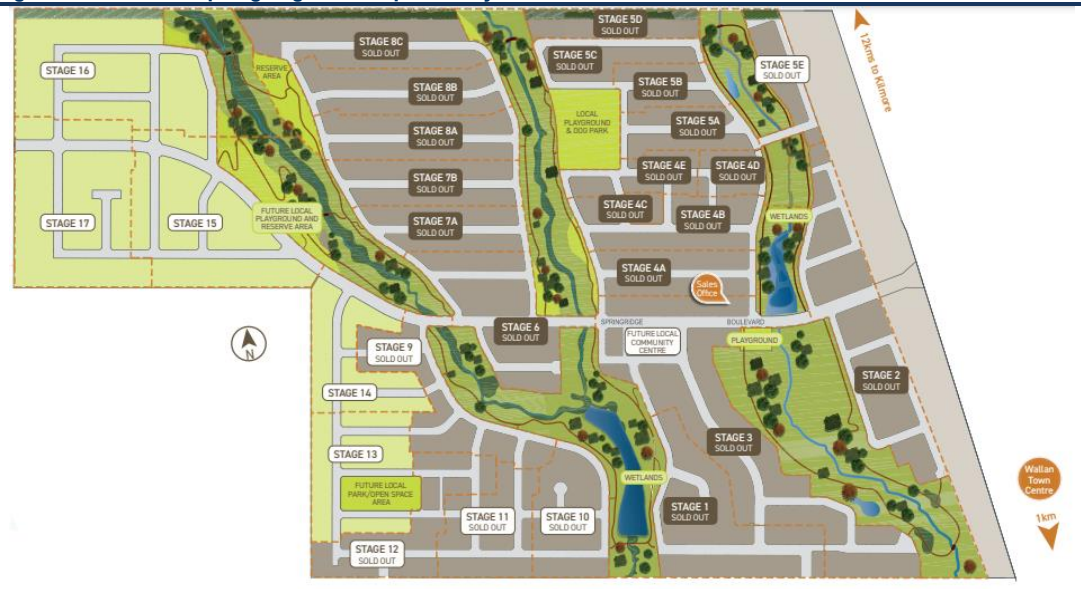 STAGE 8C
SOLD OUT
STAGE 5D
SOLD OUT
STAGE 5C
SOLD OUT
STAGE 5E
SOLD OUT
12kms to Kilmore
STAGE 16
RESERVE
AREA
STAGE 8B
SOLD OUT
STAGE 5B
SOLD OUT
LOCAL
PLAYGROUND
& DOG PARK
STAGE 5A
SOLD OUT
STAGE 8A
SOLD OUT
STAGE 4E
SOLD OUT
STAGE 4D
SOLD OUT
STAGE 7B
SOLD OUT
STAGE 4C
SOLD OUT
STAGE 4B
SOLD OUT
STAGE 17
STAGE 15
FUTURE LOCAL
PLAYGROUND AND
RESERVE AREA
STAGE 7A
SOLD OUT
WETLANDS
STAGE 4A
SOLD OUT
Sales
Office
SPRINGRIDGE
BOULEVARD
STAGE 6
SOLD OUT
FUTURE LOCAL
COMMUNITY
CENTRE
PLAYGROUND
N
STAGE 9
SOLD OUT
STAGE 2
SOLD OUT
STAGE 14
STAGE 3
SOLD OUT
STAGE 13
WETLANDS
Wallan
Town
Centre
1km
FUTURE LOCAL
PARK/OPEN SPACE
AREA
STAGE 11
SOLD OUT
STAGE 10
SOLD OUT
STAGE 1
SOLD OUT
STAGE 12
SOLD OUT